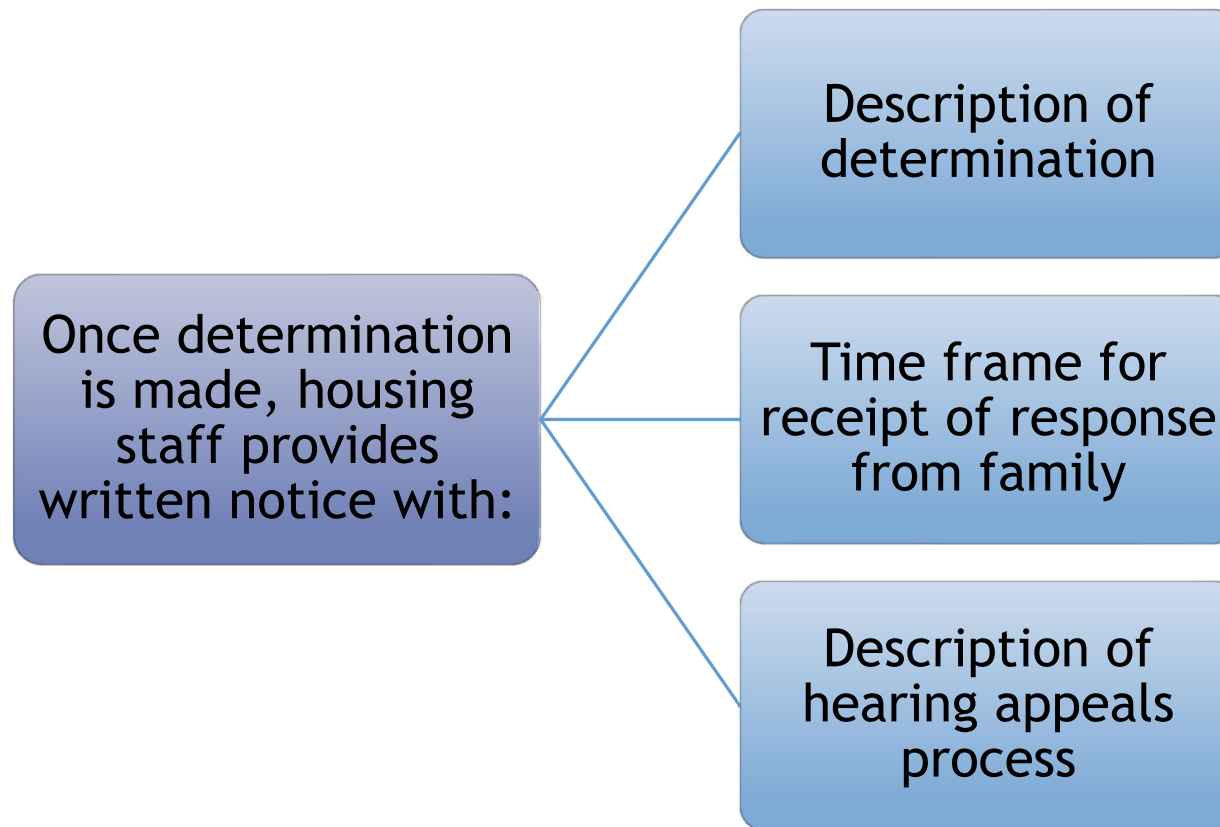 Once determination
is made, housing
staff provides
written notice with:
Description of
determination
Time frame for
receipt of response
from family
Description of
hearing appeals
process